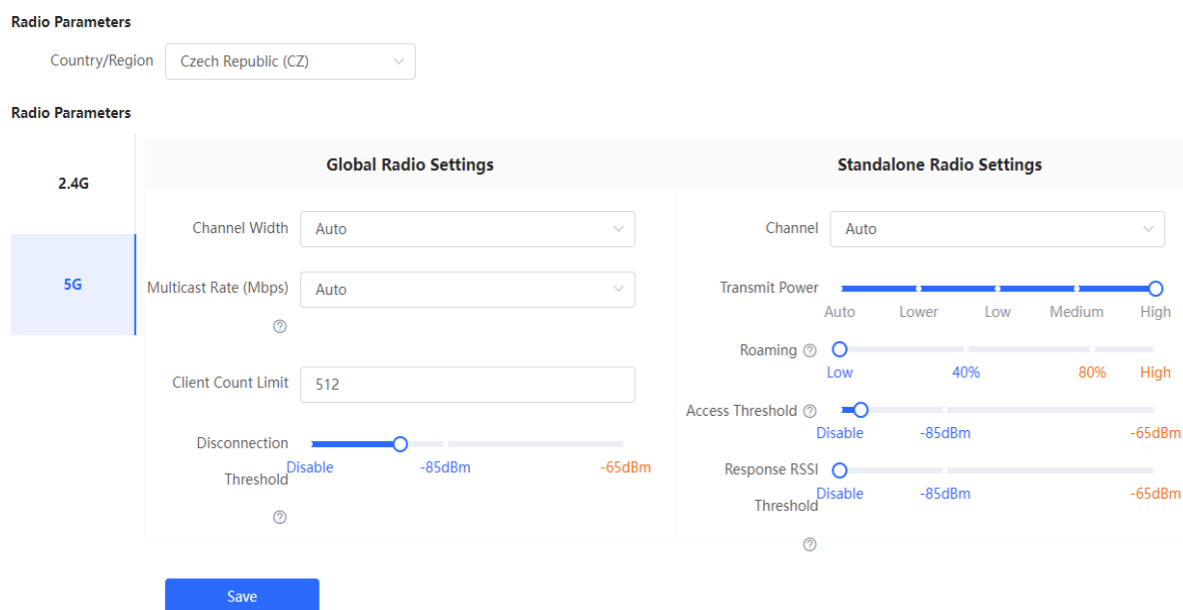 Radio Parameters
Country/Region Czech Republic (CZ)
Radio Parameters
2.4G
5G
Global Radio Settings
Channel Width Auto
Multicast Rate (Mbps) Auto
Client Count Limit 512
Disconnection
Threshold
Disable -85dBm -65dBm
Standalone Radio Settings
Channel Auto
Transmit Power
Auto Lower Low Medium High
Roaming
Low 40% 80% High
Access Threshold
Disable -85dBm -65dBm
Response RSSI
Threshold
Disable -85dBm -65dBm
Save